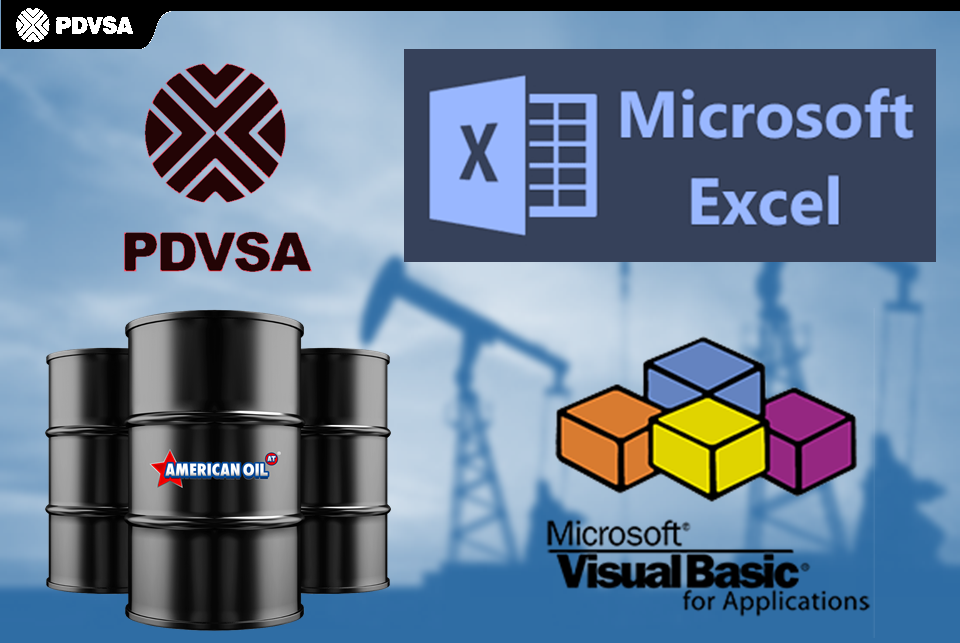 PDVSA
PDVSA
X
Microsoft
Excel
AMERICAN OIL AT
Microsoft®
Visual Basic®
for Applications